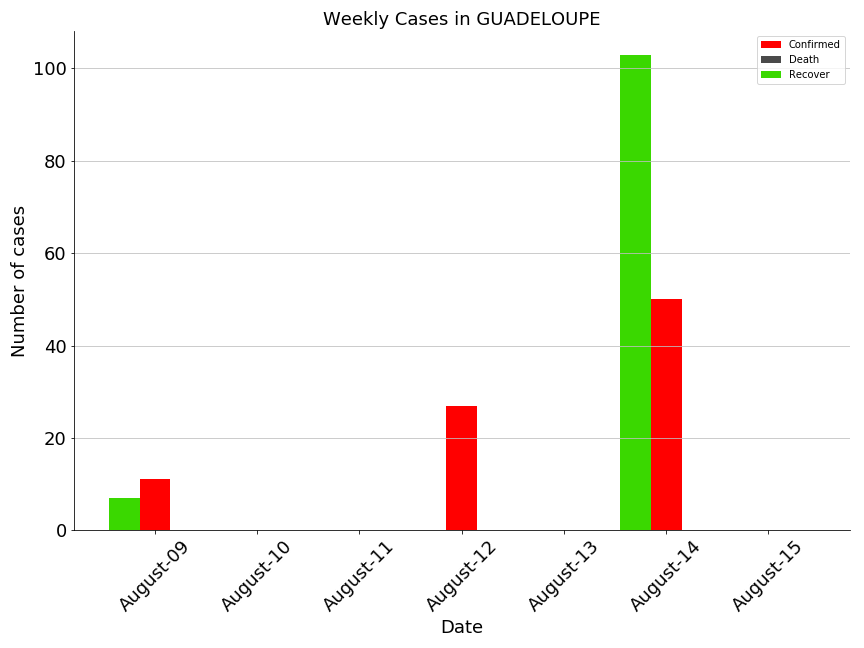 Weekly Cases in GUADELOUPE
Confirmed
Death
Recover
Number of cases
100
80
60
40
20
0
August-09
August-10
August-11
August-12
August-13
August-14
August-15
Date